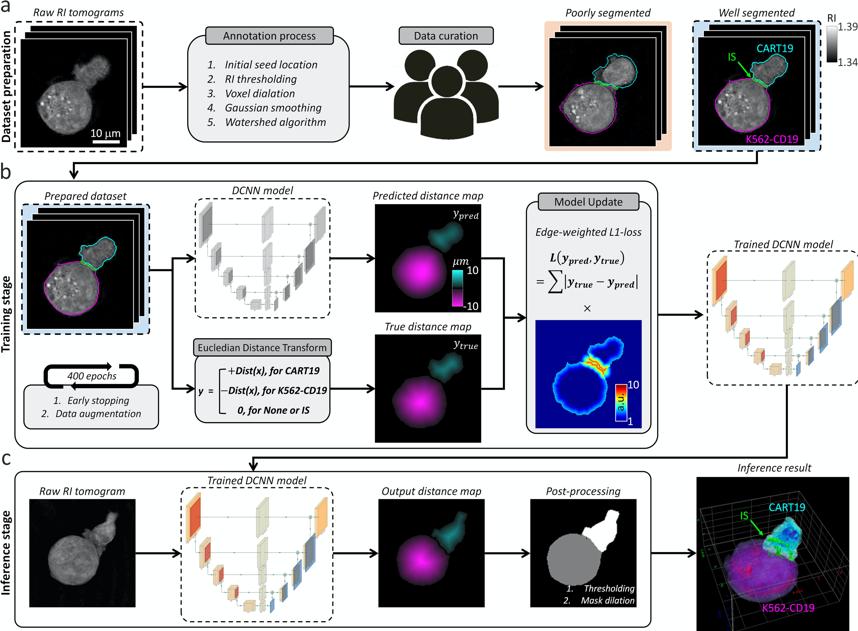 a
Dataset preparation
Raw RI tomograms
10 μm
Annotation process
1. Initial seed location
2. RI thresholding
3. Voxel dialation
4. Gaussian smoothing
5. Watershed algorithm
Data curation
Poorly segmented
Well segmented
CART19
IS
K562-CD19
RI
1.39
1.34
b
Training stage
Prepared dataset
400 epochs
1. Early stopping
2. Data augmentation
DCNN model
Eucledian Distance Transform
+Dist(x), for CART19
y = −Dist(x), for K562-CD19
0, for None or IS
Predicted distance map
y_pred
μm
10
-10
True distance map
y_true
Model Update
Edge-weighted L1-loss
L(y_pred, y_true)
= ∑|y_true − y_pred|
×
10
a.u.
1
Trained DCNN model
c
Inference stage
Raw RI tomogram
Trained DCNN model
Output distance map
Post-processing
1. Thresholding
2. Mask dilation
Inference result
CART19
IS
K562-CD19